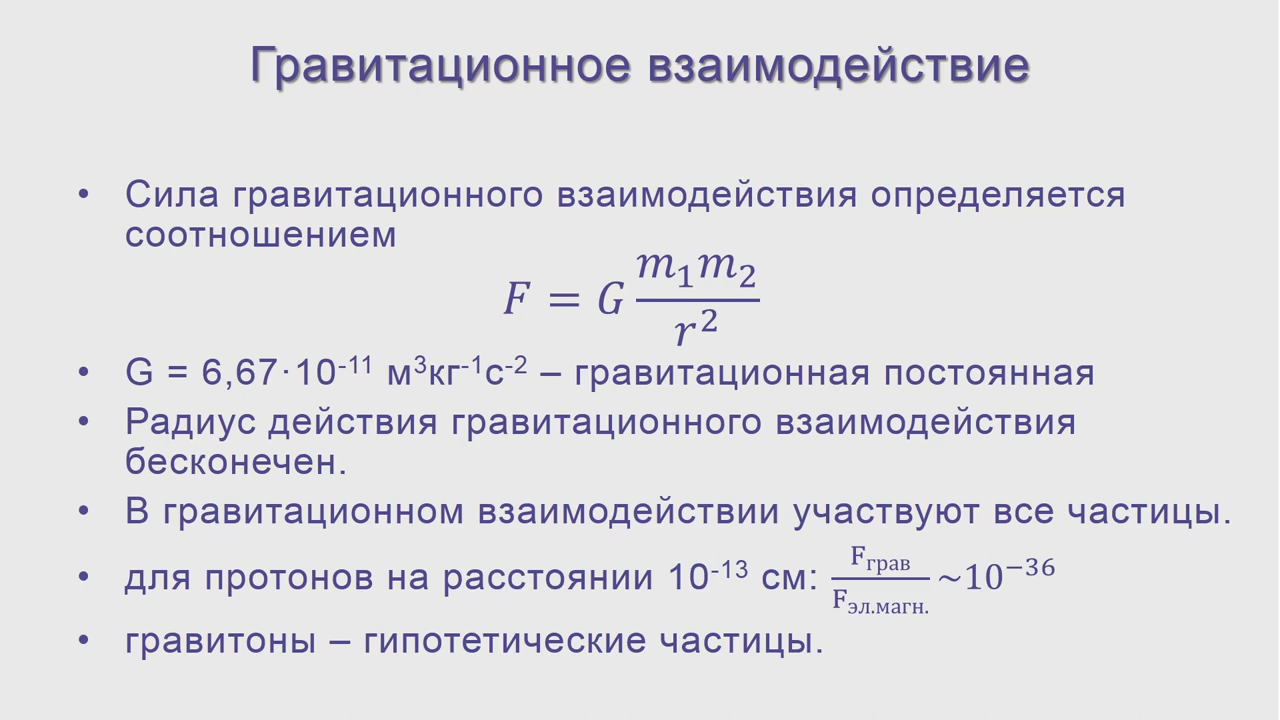 Гравитационное взаимодействие
• Сила гравитационного взаимодействия определяется
соотношением
F = G m₁m₂ / r²
• G = 6,67·10⁻¹¹ м³кг⁻¹с⁻² – гравитационная постоянная
• Радиус действия гравитационного взаимодействия
бесконечен.
• В гравитационном взаимодействии участвуют все частицы.
• для протонов на расстоянии 10⁻¹³ см: Fграв / Fэл.магн. ~10⁻³⁶
• гравитоны – гипотетические частицы.